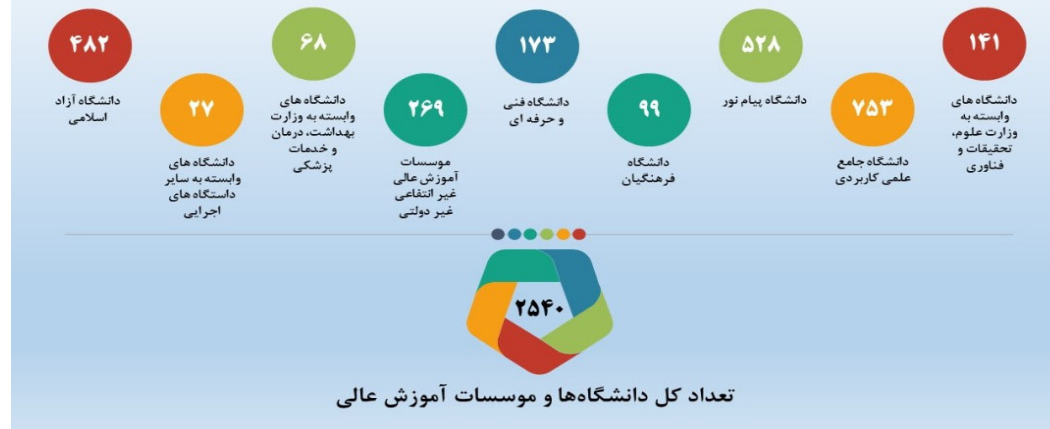 ۱۴۱
دانشگاه های
وابسته به
وزارت علوم،
تحقیقات و
فناوری
۷۵۳
دانشگاه جامع
علمی کاربردی
۵۲۸
دانشگاه پیام نور
۹۹
دانشگاه
فرهنگیان
۱۷۳
دانشگاه فنی
و حرفه ای
۲۶۹
موسسات
آموزش عالی
غیر انتفاعی
غیر دولتی
۶۸
دانشگاه های
وابسته به وزارت
بهداشت، درمان
و خدمات
پزشکی
۲۷
دانشگاه های
وابسته به سایر
داستگاه های
اجرایی
۴۸۲
دانشگاه آزاد
اسلامی
۲۵۴۰
تعداد کل دانشگاه‌ها و موسسات آموزش عالی